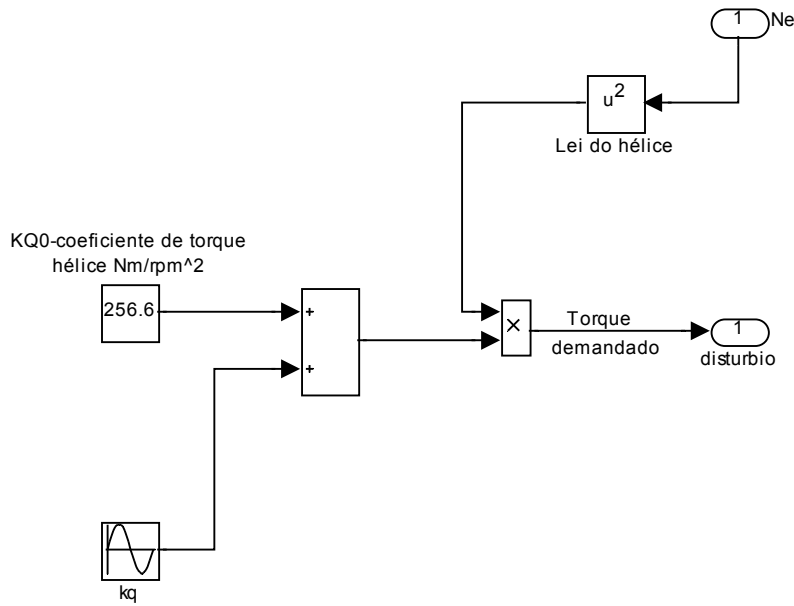 1
Ne
u2
Lei do hélice
KQ0-coeficiente de torque
hélice Nm/rpm^2
256.6
+
+
×
Torque
demandado
1
disturbio
kq